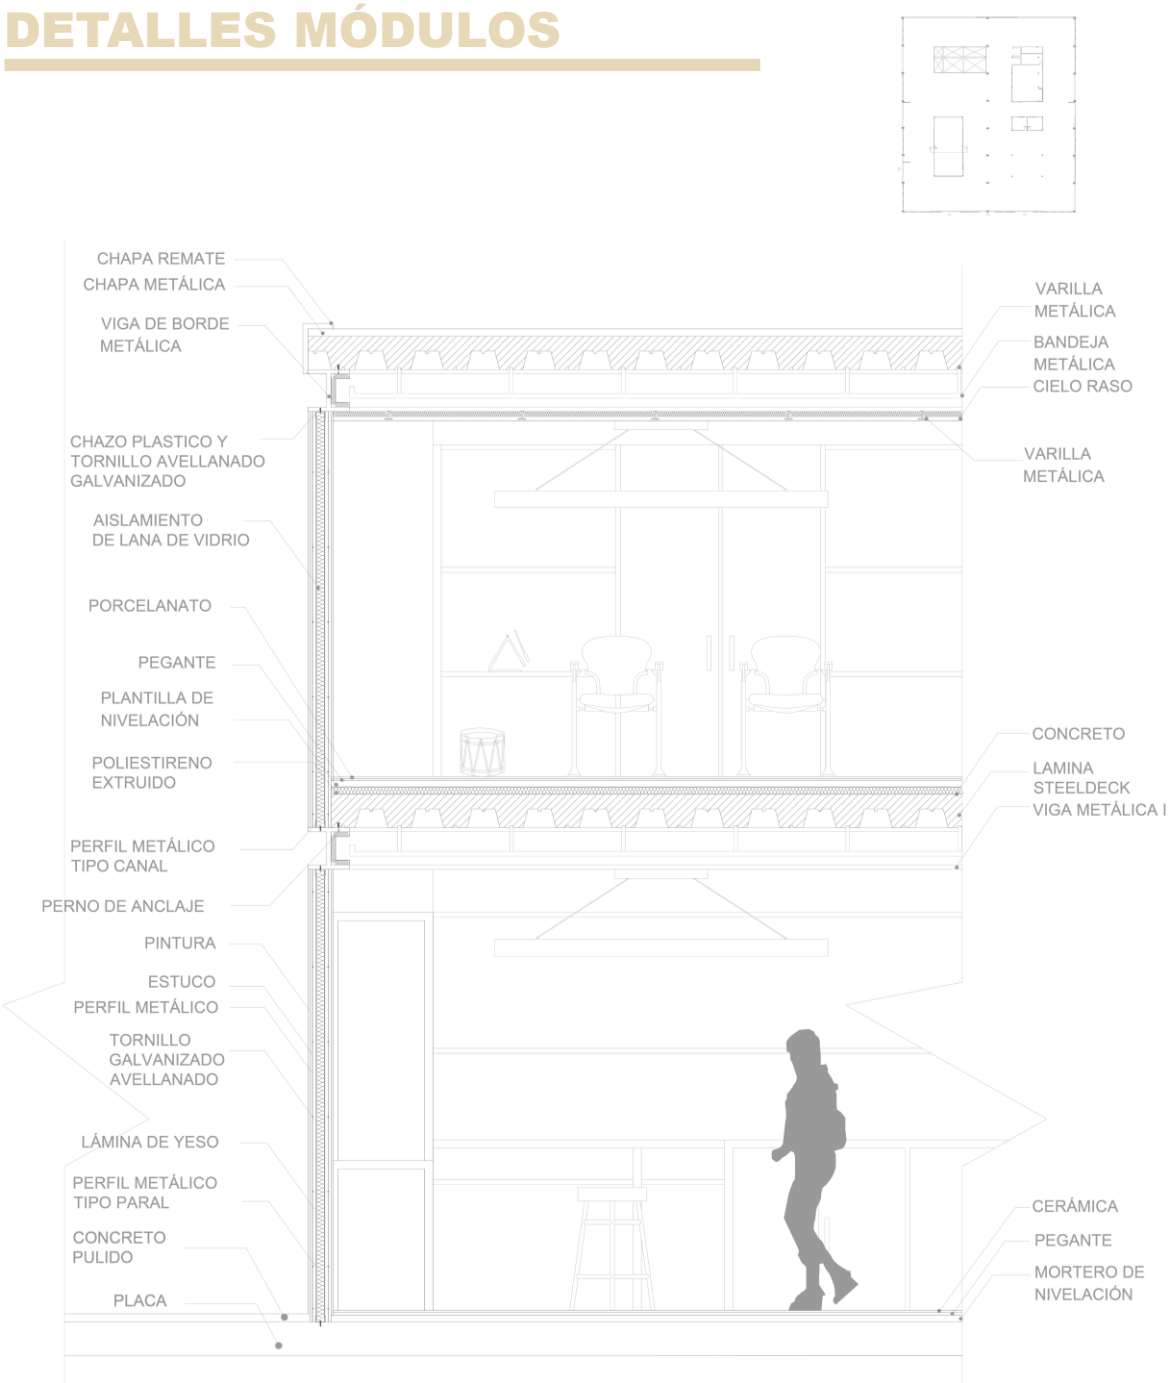 DETALLES MÓDULOS
CHAPA REMATE
CHAPA METÁLICA
VIGA DE BORDE
METÁLICA
CHAZO PLASTICO Y
TORNILLO AVELLANADO
GALVANIZADO
AISLAMIENTO
DE LANA DE VIDRIO
PORCELANATO
PEGANTE
PLANTILLA DE
NIVELACIÓN
POLIESTIRENO
EXTRUIDO
PERFIL METÁLICO
TIPO CANAL
PERNO DE ANCLAJE
PINTURA
ESTUCO
PERFIL METÁLICO
TORNILLO
GALVANIZADO
AVELLANADO
LÁMINA DE YESO
PERFIL METÁLICO
TIPO PARAL
CONCRETO
PULIDO
PLACA
VARILLA
METÁLICA
BANDEJA
METÁLICA
CIELO RASO
VARILLA
METÁLICA
CONCRETO
LAMINA
STEELDECK
VIGA METÁLICA I
CERÁMICA
PEGANTE
MORTERO DE
NIVELACIÓN